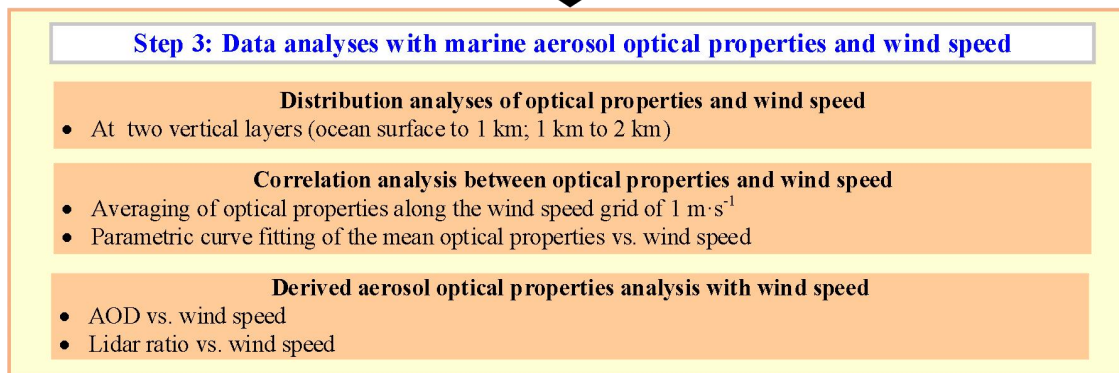 Step 3: Data analyses with marine aerosol optical properties and wind speed
Distribution analyses of optical properties and wind speed
• At two vertical layers (ocean surface to 1 km; 1 km to 2 km)
Correlation analysis between optical properties and wind speed
• Averaging of optical properties along the wind speed grid of 1 m·s⁻¹
• Parametric curve fitting of the mean optical properties vs. wind speed
Derived aerosol optical properties analysis with wind speed
• AOD vs. wind speed
• Lidar ratio vs. wind speed